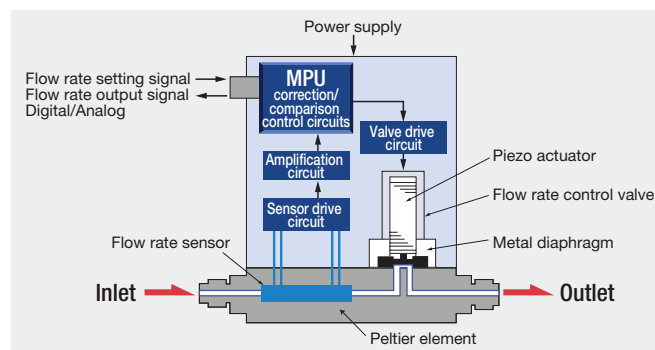 Power supply
Flow rate setting signal
Flow rate output signal
Digital/Analog
MPU
correction/
comparison
control circuits
Valve drive
circuit
Amplification
circuit
Piezo actuator
Flow rate control valve
Sensor drive
circuit
Flow rate sensor
Metal diaphragm
Inlet
Outlet
Peltier element